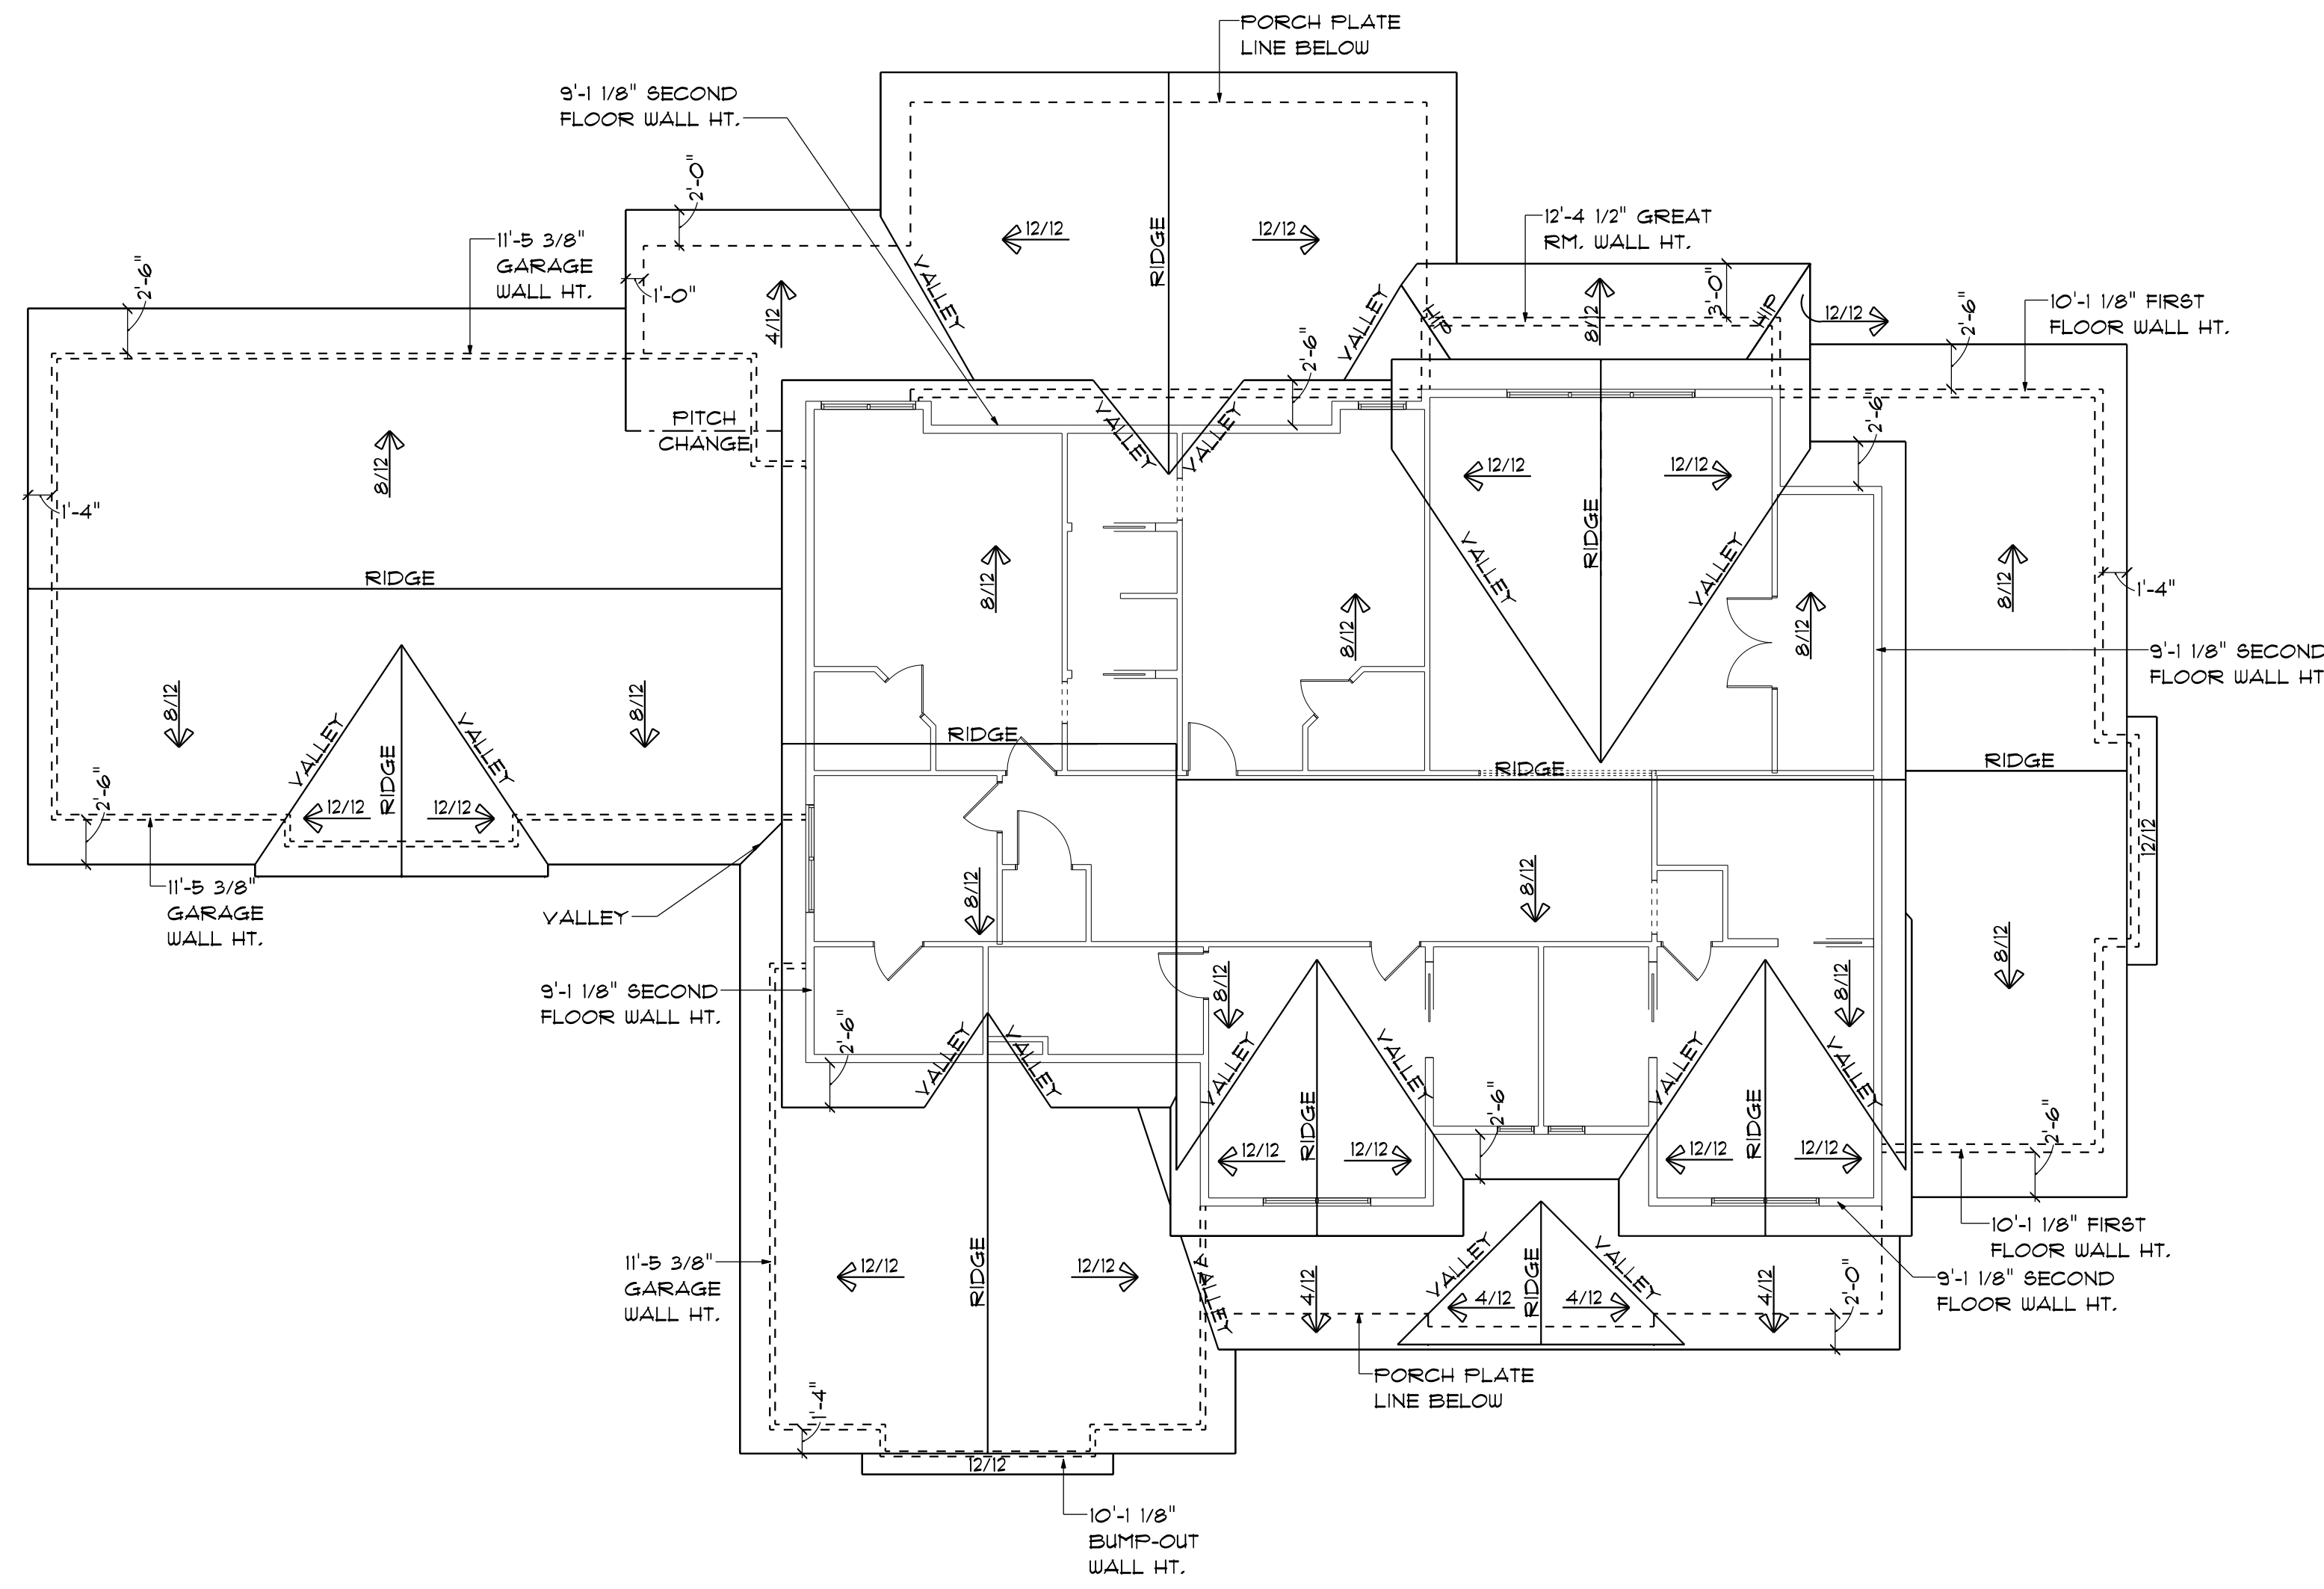 PORCH PLATE
LINE BELOW
9'-1 1/8" SECOND
FLOOR WALL HT.
2'-0"
12'-4 1/2" GREAT
RM. WALL HT.
11'-5 3/8"
GARAGE
WALL HT.
2'-6"
1'-0"
12/12
RIDGE
12/12
VALLEY
VALLEY
HIP
3'-0"
HIP
8/12
12/12
2'-6"
10'-1 1/8" FIRST
FLOOR WALL HT.
4/12
2'-6"
PITCH
CHANGE
VALLEY
VALLEY
2'-6"
8/12
1'-4"
12/12
RIDGE
12/12
VALLEY
VALLEY
RIDGE
8/12
8/12
8/12
8/12
1'-4"
9'-1 1/8" SECOND
FLOOR WALL HT
8/12
VALLEY
RIDGE
VALLEY
8/12
12/12
12/12
2'-6"
RIDGE
RIDGE
RIDGE
12/12
11'-5 3/8"
GARAGE
WALL HT.
VALLEY
8/12
8/12
8/12
8/12
8/12
9'-1 1/8" SECOND
FLOOR WALL HT.
2'-6"
VALLEY
VALLEY
VALLEY
RIDGE
VALLEY
12/12
12/12
2'-6"
VALLEY
RIDGE
VALLEY
12/12
12/12
2'-6"
11'-5 3/8"
GARAGE
WALL HT.
12/12
RIDGE
12/12
VALLEY
4/12
VALLEY
RIDGE
VALLEY
4/12
4/12
4/12
2'-0"
10'-1 1/8" FIRST
FLOOR WALL HT.
9'-1 1/8" SECOND
FLOOR WALL HT.
PORCH PLATE
LINE BELOW
1'-4"
12/12
10'-1 1/8"
BUMP-OUT
WALL HT.